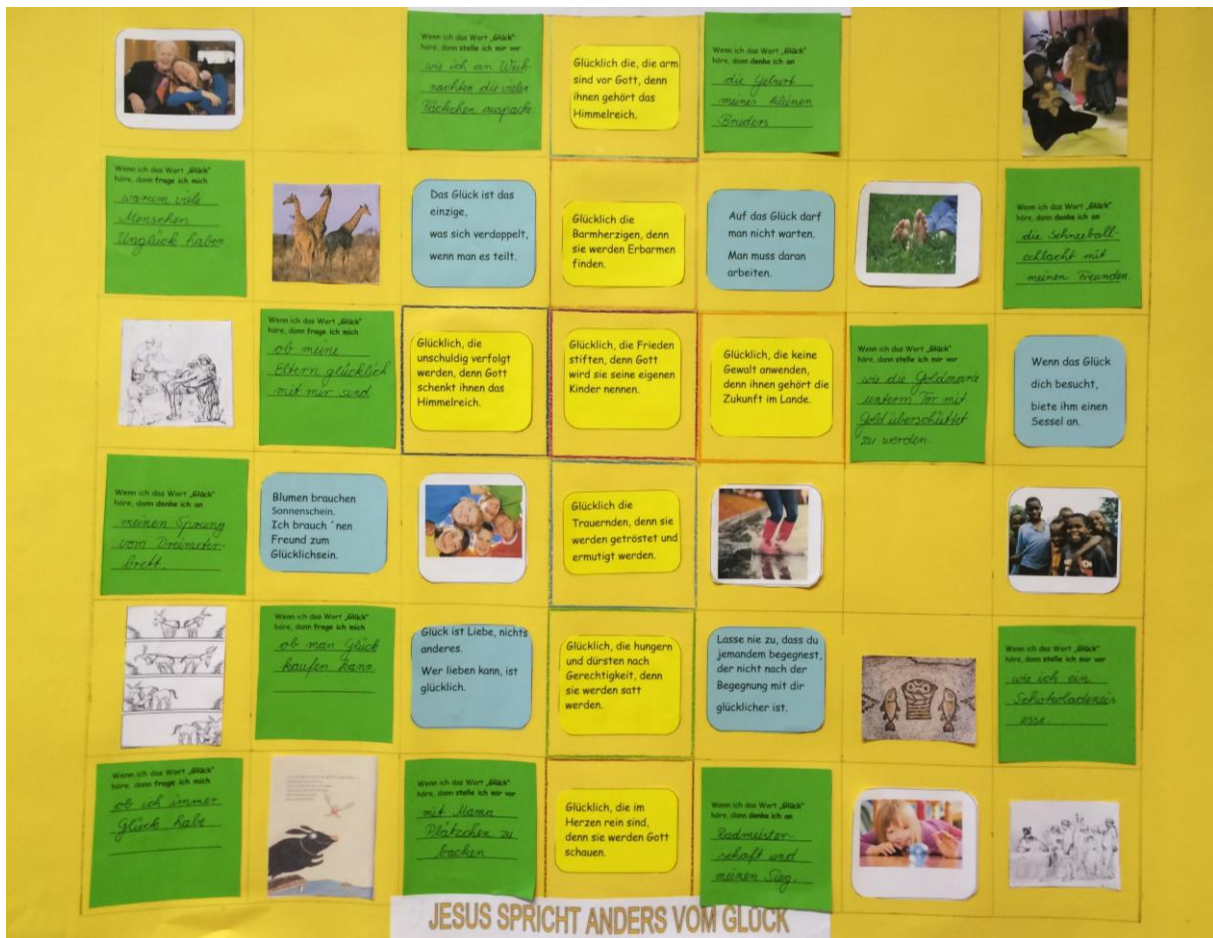 Wenn ich das Wort „Glück"
höre, dann stelle ich mir vor
wie ich an Weih-
nachten die vielen
Päckchen auspacke
Glücklich die, die arm
sind vor Gott, denn
ihnen gehört das
Himmelreich.
Wenn ich das Wort „Glück"
höre, dann denke ich an
die Geburt
meines kleinen
Bruders
Wenn ich das Wort „Glück"
höre, dann frage ich mich
warum viele
Menschen
Unglück haben
Das Glück ist das
einzige,
was sich verdoppelt,
wenn man es teilt.
Glücklich die
Barmherzigen, denn
sie werden Erbarmen
finden.
Auf das Glück darf
man nicht warten.
Man muss daran
arbeiten.
Wenn ich das Wort „Glück"
höre, dann denke ich an
die Schneeball-
schlacht mit
meinen Freunden.
Wenn ich das Wort „Glück"
höre, dann frage ich mich
ob meine
Eltern glücklich
mit mir sind
Glücklich, die
unschuldig verfolgt
werden, denn Gott
schenkt ihnen das
Himmelreich.
Glücklich, die Frieden
stiften, denn Gott
wird sie seine eigenen
Kinder nennen.
Glücklich, die keine
Gewalt anwenden,
denn ihnen gehört die
Zukunft im Lande.
Wenn ich das Wort „Glück"
höre, dann stelle ich mir vor
wie die Goldmarie
unterm Tor mit
Gold überschüttet
zu werden.
Wenn das Glück
dich besucht,
biete ihm einen
Sessel an.
Wenn ich das Wort „Glück"
höre, dann denke ich an
meinen Sprung
vom Dreimeter-
brett.
Blumen brauchen
Sonnenschein.
Ich brauch ´nen
Freund zum
Glücklichsein.
Glücklich die
Trauernden, denn sie
werden getröstet und
ermutigt werden.
Wenn ich das Wort „Glück"
höre, dann frage ich mich
ob man Glück
kaufen kann.
Glück ist Liebe, nichts
anderes.
Wer lieben kann, ist
glücklich.
Glücklich, die hungern
und dürsten nach
Gerechtigkeit, denn
sie werden satt
werden.
Lasse nie zu, dass du
jemandem begegnest,
der nicht nach der
Begegnung mit dir
glücklicher ist.
Wenn ich das Wort „Glück"
höre, dann stelle ich mir vor
wie ich ein
Schokoladeneis
esse.
Wenn ich das Wort „Glück"
höre, dann frage ich mich
ob ich immer
Glück habe
Wenn ich das Wort „Glück"
höre, dann stelle ich mir vor
mit Mama
Plätzchen zu
backen
Glücklich, die im
Herzen rein sind,
denn sie werden Gott
schauen.
Wenn ich das Wort „Glück"
höre, dann denke ich an
Radmeister-
schaft und
meinen Sieg.
JESUS SPRICHT ANDERS VOM GLÜCK